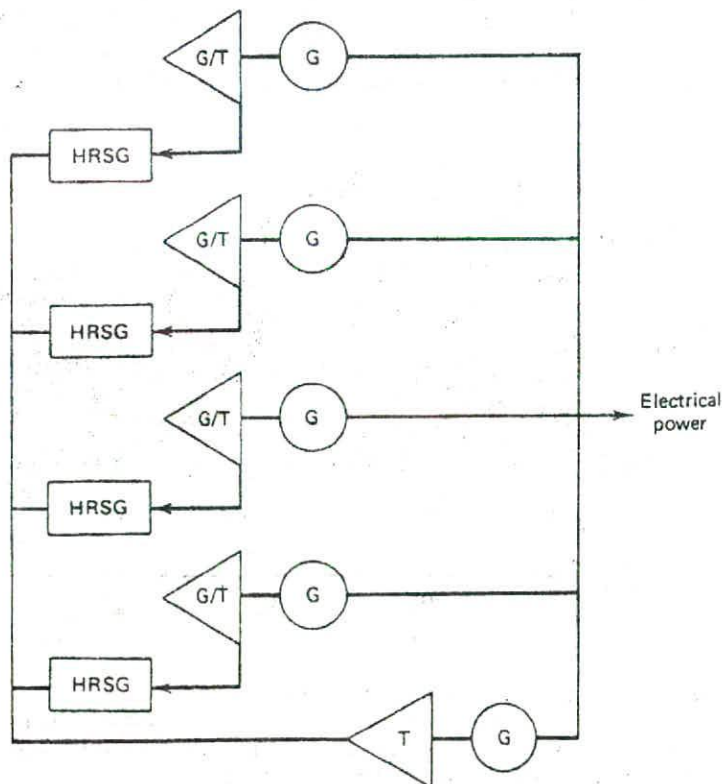 G/T G
HRSG
G/T G
HRSG
G/T G
Electrical
power
HRSG
G/T G
HRSG
T G